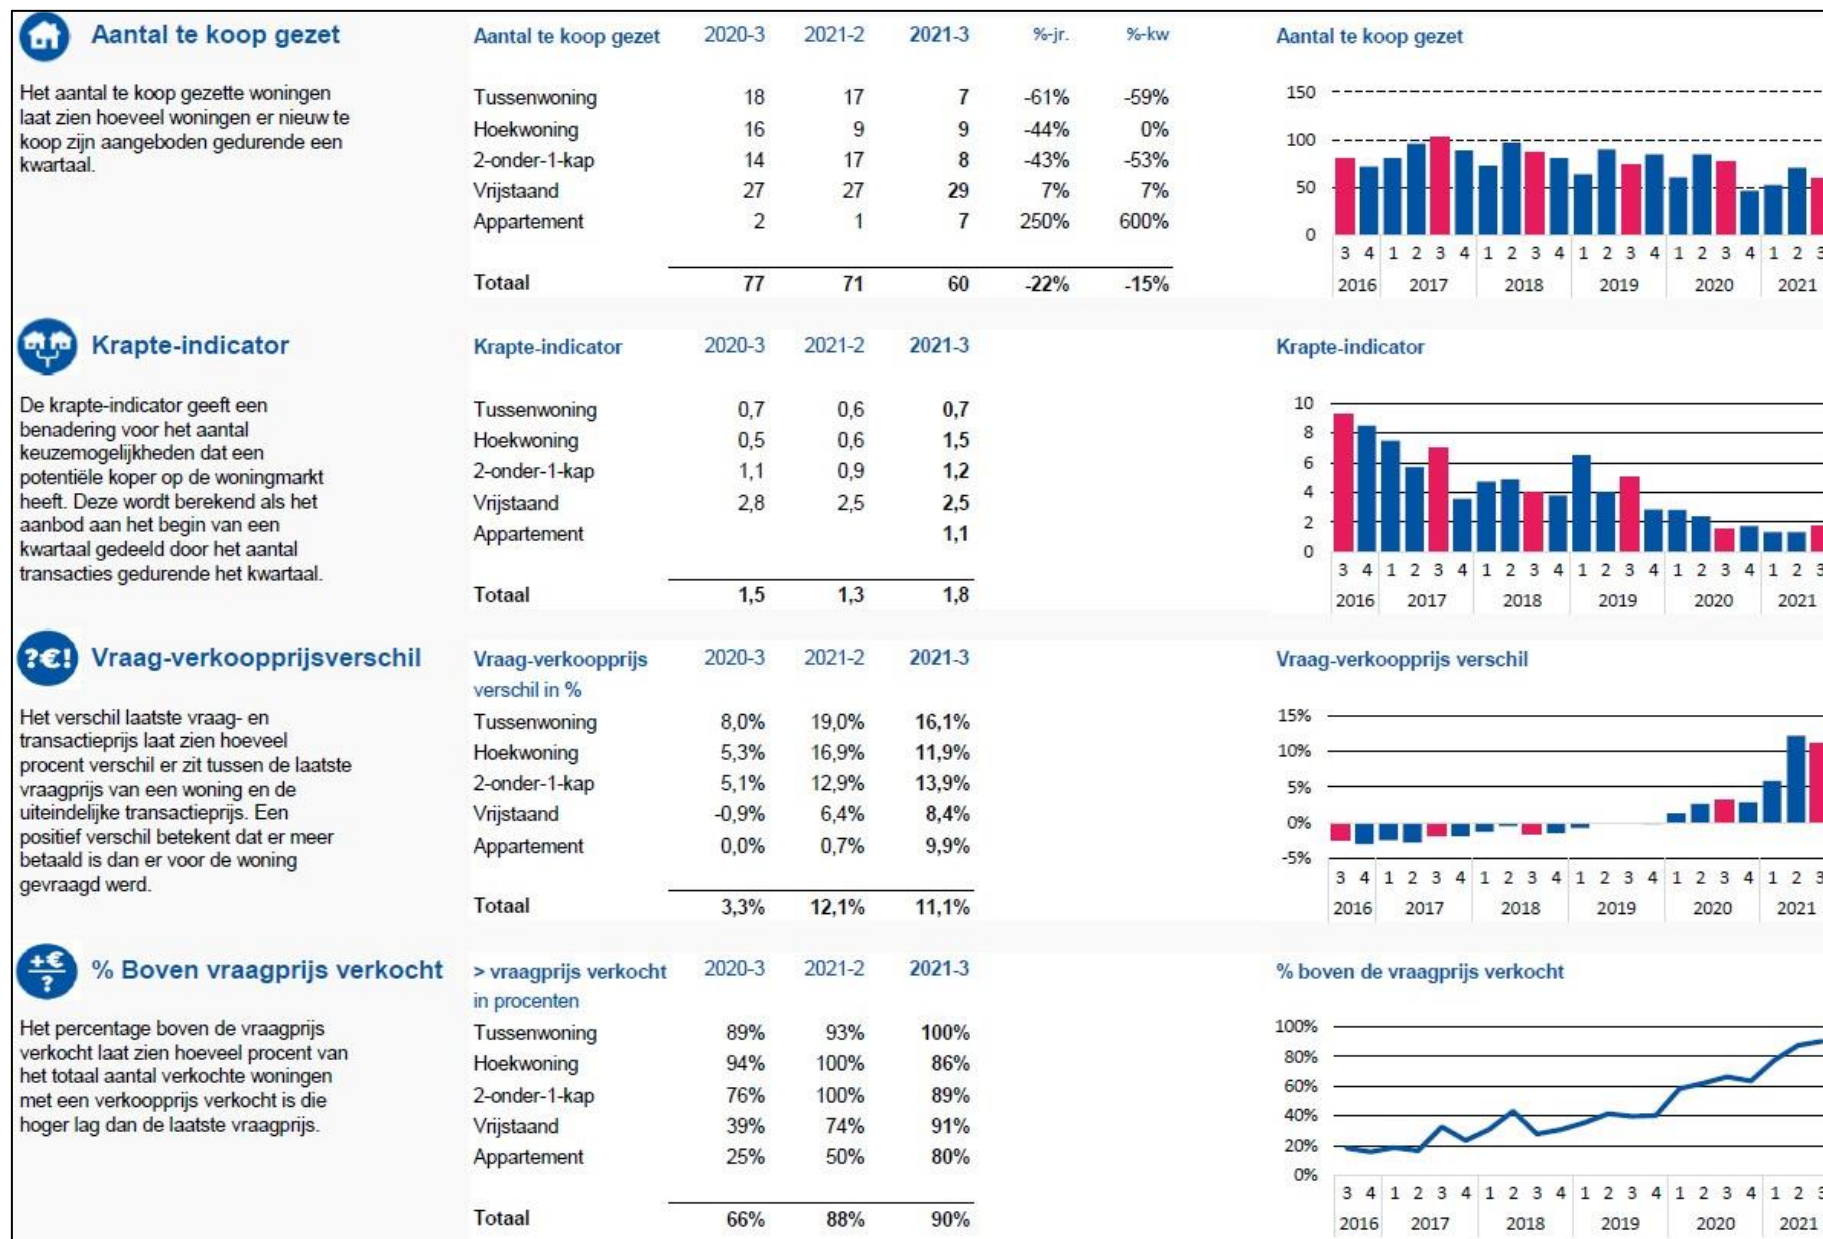 Aantal te koop gezet
Het aantal te koop gezette woningen
laat zien hoeveel woningen er nieuw te
koop zijn aangeboden gedurende een
kwartaal.
Aantal te koop gezet 2020-3 2021-2 2021-3 %-jr. %-kw
Tussenwoning 18 17 7 -61% -59%
Hoekwoning 16 9 9 -44% 0%
2-onder-1-kap 14 17 8 -43% -53%
Vrijstaand 27 27 29 7% 7%
Appartement 2 1 7 250% 600%
Totaal 77 71 60 -22% -15%
Aantal te koop gezet
150
100
50
0
3 4 1 2 3 4 1 2 3 4 1 2 3 4 1 2 3 4 1 2 3
2016 2017 2018 2019 2020 2021
Krapte-indicator
De krapte-indicator geeft een
benadering voor het aantal
keuzemogelijkheden dat een
potentiële koper op de woningmarkt
heeft. Deze wordt berekend als het
aanbod aan het begin van een
kwartaal gedeeld door het aantal
transacties gedurende het kwartaal.
Krapte-indicator 2020-3 2021-2 2021-3
Tussenwoning 0,7 0,6 0,7
Hoekwoning 0,5 0,6 1,5
2-onder-1-kap 1,1 0,9 1,2
Vrijstaand 2,8 2,5 2,5
Appartement 1,1
Totaal 1,5 1,3 1,8
Krapte-indicator
10
8
6
4
2
0
3 4 1 2 3 4 1 2 3 4 1 2 3 4 1 2 3 4 1 2 3
2016 2017 2018 2019 2020 2021
?€!
Vraag-verkoopprijsverschil
Het verschil laatste vraag- en
transactieprijs laat zien hoeveel
procent verschil er zit tussen de laatste
vraagprijs van een woning en de
uiteindelijke transactieprijs. Een
positief verschil betekent dat er meer
betaald is dan er voor de woning
gevraagd werd.
Vraag-verkoopprijs 2020-3 2021-2 2021-3
verschil in %
Tussenwoning 8,0% 19,0% 16,1%
Hoekwoning 5,3% 16,9% 11,9%
2-onder-1-kap 5,1% 12,9% 13,9%
Vrijstaand -0,9% 6,4% 8,4%
Appartement 0,0% 0,7% 9,9%
Totaal 3,3% 12,1% 11,1%
Vraag-verkoopprijs verschil
15%
10%
5%
0%
-5%
3 4 1 2 3 4 1 2 3 4 1 2 3 4 1 2 3 4 1 2 3
2016 2017 2018 2019 2020 2021
+€
?
% Boven vraagprijs verkocht
Het percentage boven de vraagprijs
verkocht laat zien hoeveel procent van
het totaal aantal verkochte woningen
met een verkoopprijs verkocht is die
hoger lag dan de laatste vraagprijs.
> vraagprijs verkocht 2020-3 2021-2 2021-3
in procenten
Tussenwoning 89% 93% 100%
Hoekwoning 94% 100% 86%
2-onder-1-kap 76% 100% 89%
Vrijstaand 39% 74% 91%
Appartement 25% 50% 80%
Totaal 66% 88% 90%
% boven de vraagprijs verkocht
100%
80%
60%
40%
20%
0%
3 4 1 2 3 4 1 2 3 4 1 2 3 4 1 2 3 4 1 2 3
2016 2017 2018 2019 2020 2021